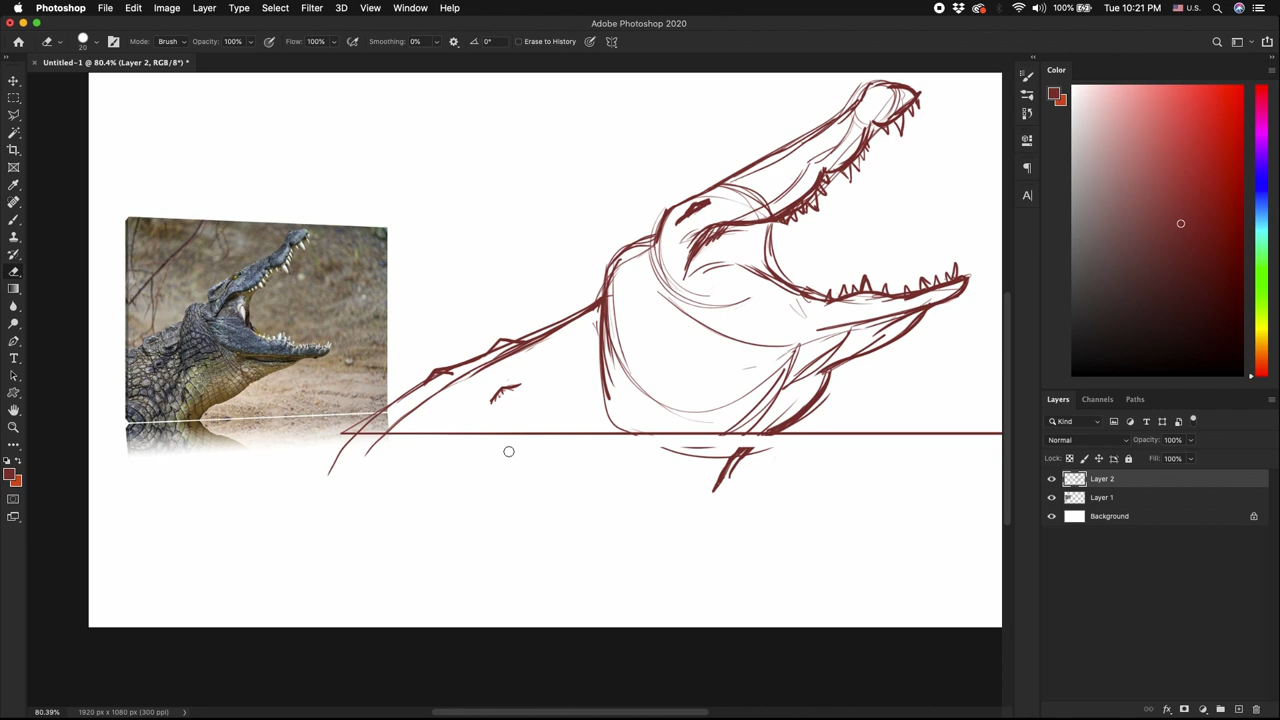 Photoshop File Edit Image Layer Type Select Filter 3D View Window Help 100% Tue 10:21 PM U.S.
Adobe Photoshop 2020
20 Mode: Brush Opacity: 100% Flow: 100% Smoothing: 0% 0° Erase to History
Untitled-1 @ 80.4% (Layer 2, RGB/8*) *
Color
Layers Channels Paths
Kind
Normal Opacity: 100%
Lock: Fill: 100%
Layer 2
Layer 1
Background
80.39% 1920 px x 1080 px (300 ppi)